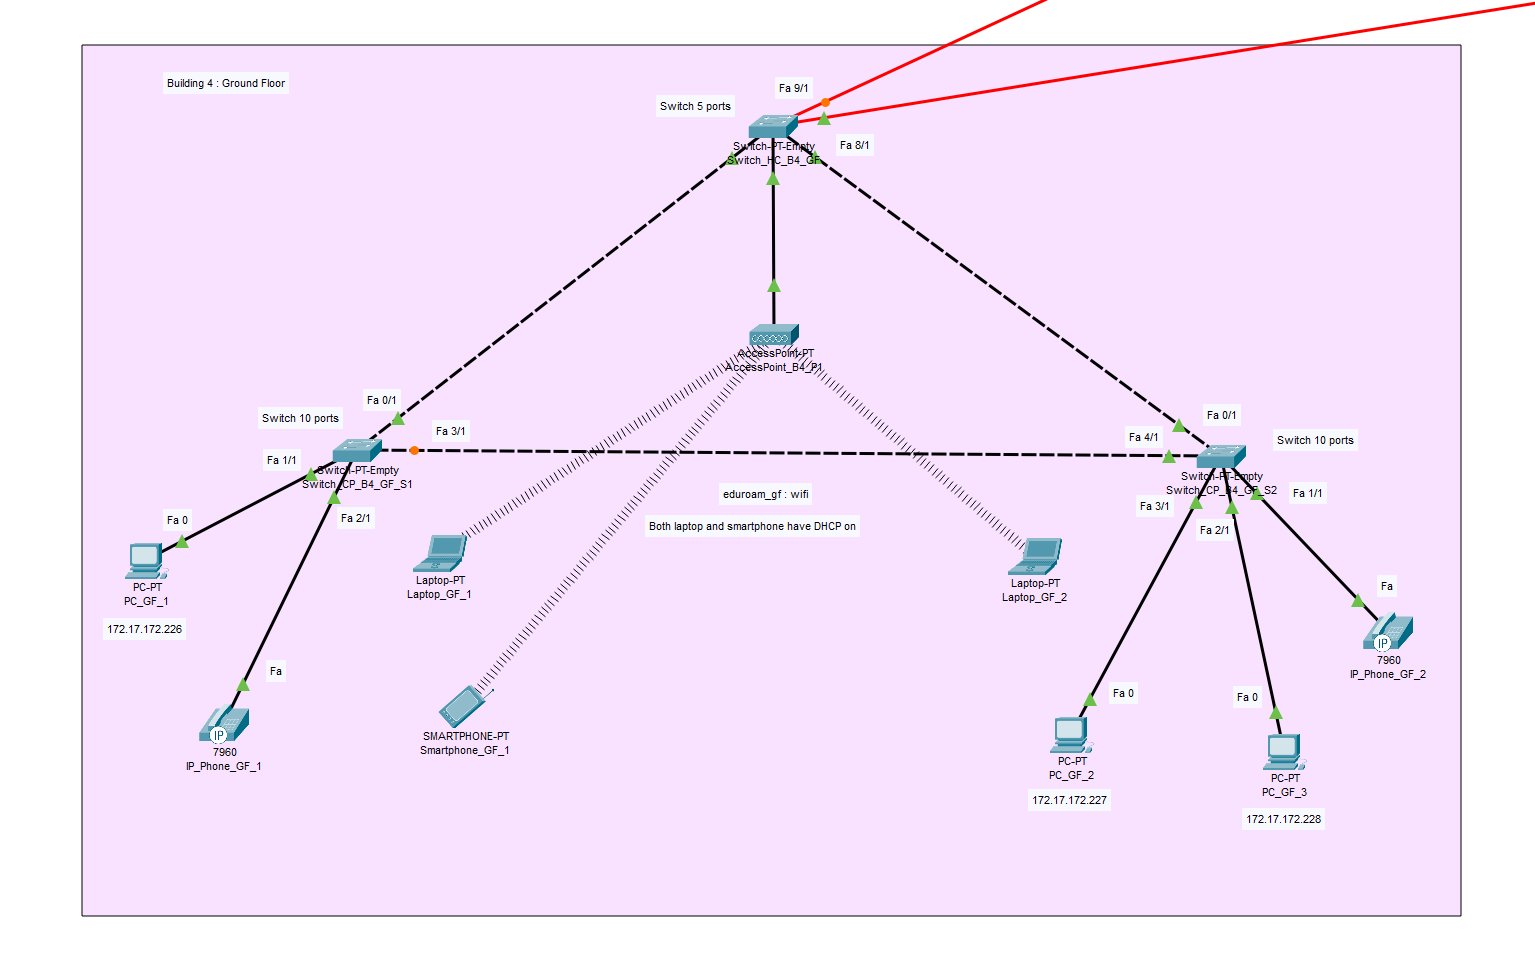 Building 4 : Ground Floor
Fa 9/1
Switch 5 ports
Fa 8/1
Switch-PT-Empty
Switch_HC_B4_GF
AccessPoint-PT
AccessPoint_B4_P1
Fa 0/1
Switch 10 ports
Fa 3/1
Fa 1/1
Switch-PT-Empty
Switch_CP_B4_GF_S1
Fa 2/1
Fa 0
PC-PT
PC_GF_1
172.17.172.226
Fa
7960
IP
IP_Phone_GF_1
Laptop-PT
Laptop_GF_1
SMARTPHONE-PT
Smartphone_GF_1
eduroam_gf : wifi
Both laptop and smartphone have DHCP on
Laptop-PT
Laptop_GF_2
Fa 0/1
Fa 4/1
Switch 10 ports
Switch-PT-Empty
Switch_CP_B4_GF_S2
Fa 3/1
Fa 2/1
Fa 1/1
Fa
IP
7960
IP_Phone_GF_2
Fa 0
PC-PT
PC_GF_2
172.17.172.227
Fa 0
PC-PT
PC_GF_3
172.17.172.228